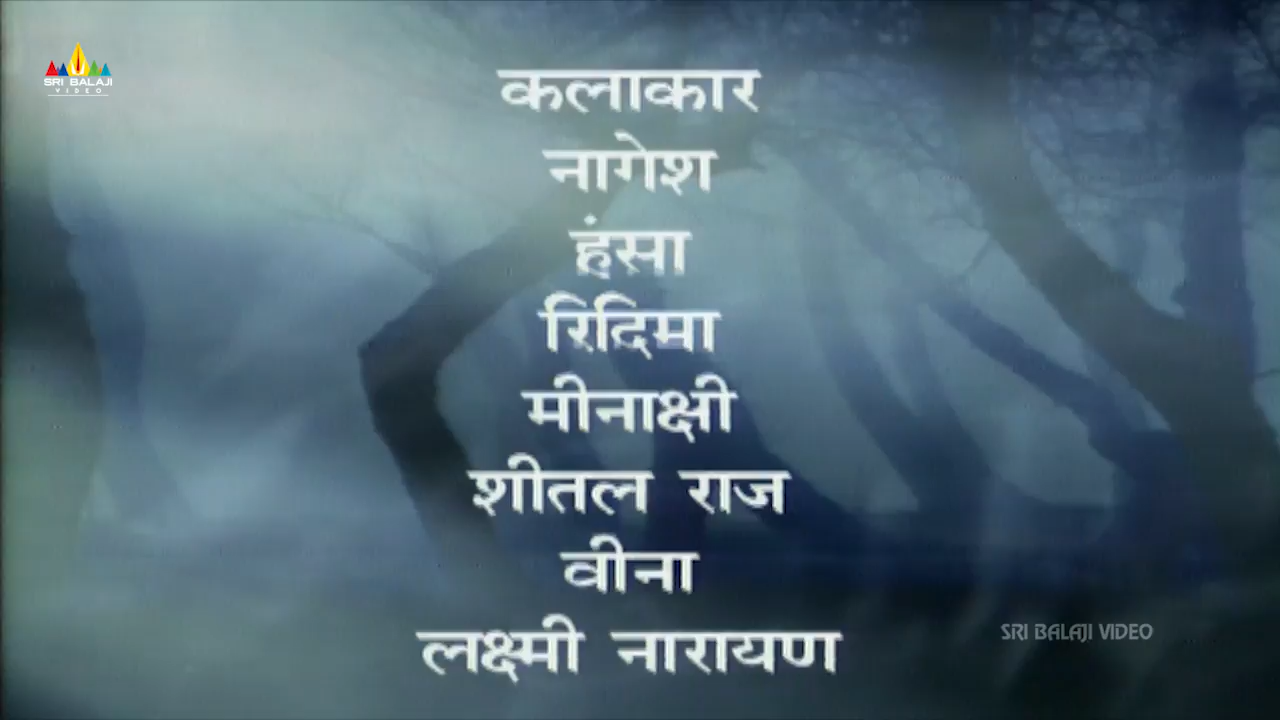 SRI BALAJI
VIDEO
कलाकार
नागेश
हंसा
रिदिमा
मीनाक्षी
शीतल राज
वीना
लक्ष्मी नारायण
SRI BALAJI VIDEO